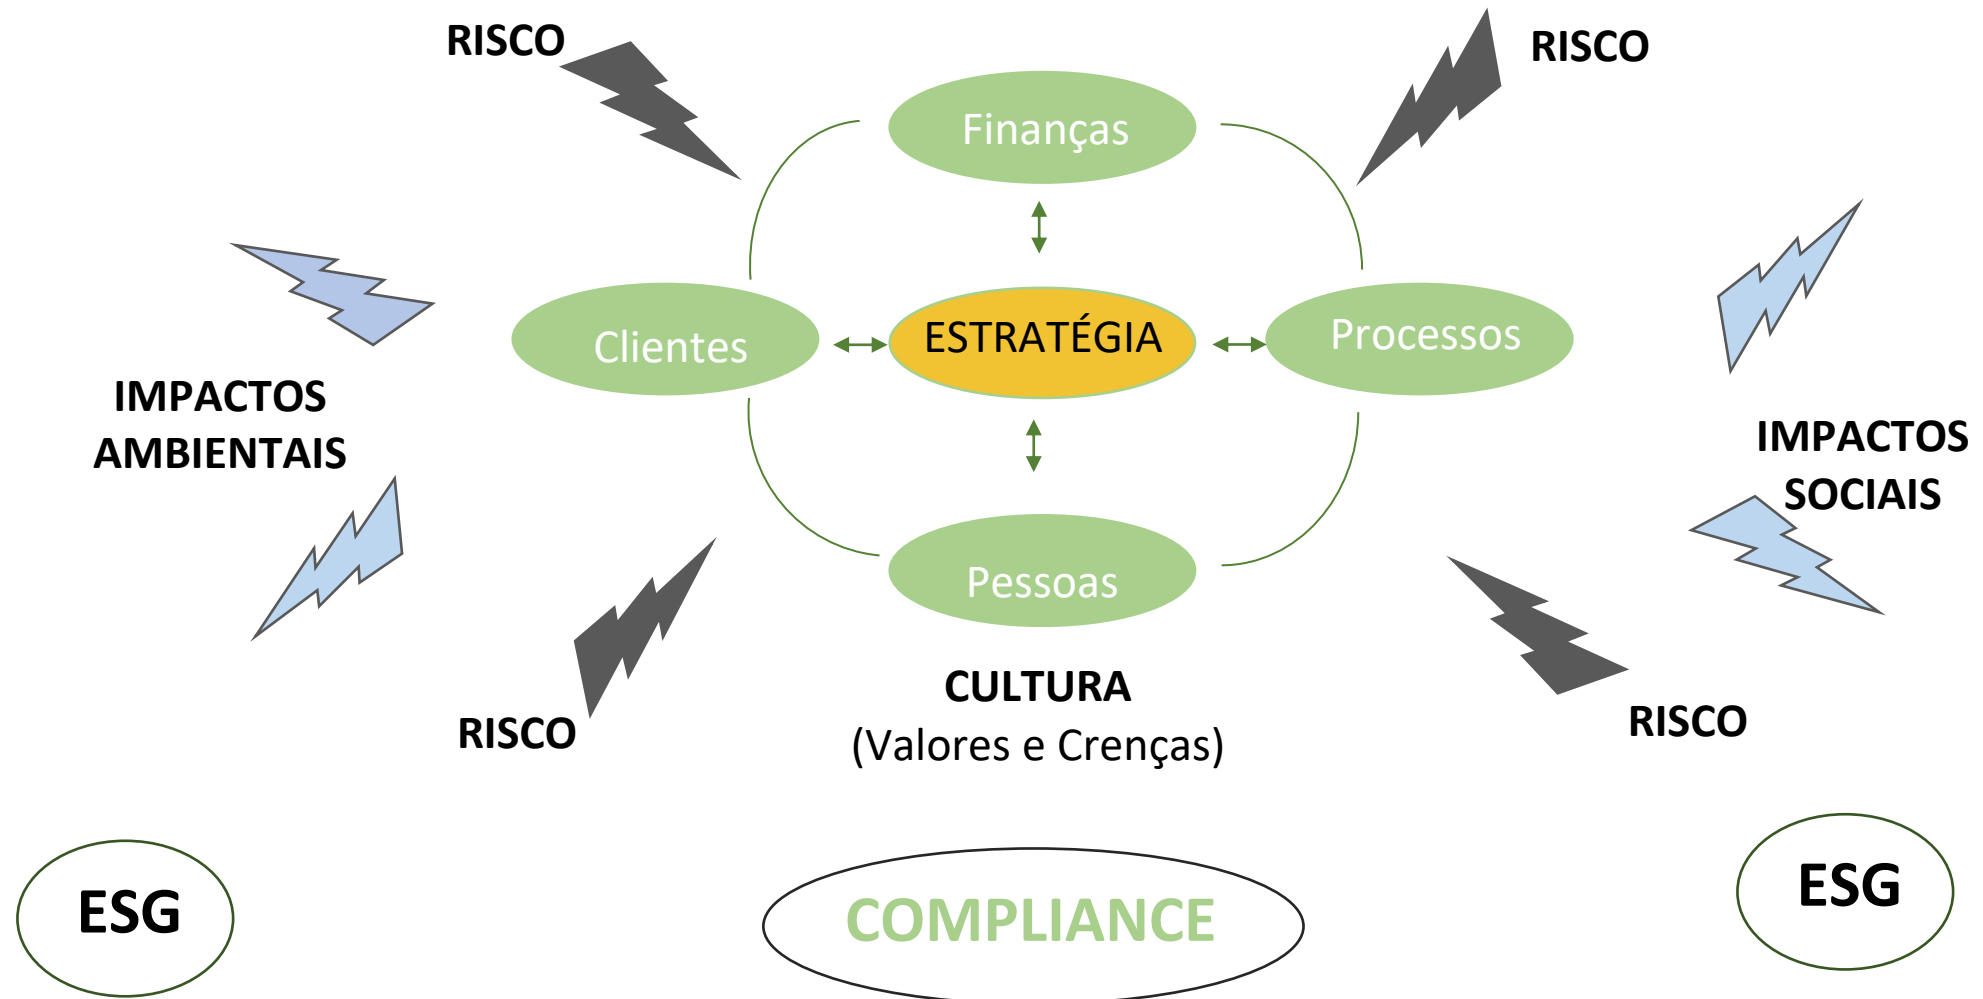 RISCO
RISCO
Finanças
Clientes
ESTRATÉGIA
Processos
IMPACTOS
AMBIENTAIS
IMPACTOS
SOCIAIS
Pessoas
CULTURA
(Valores e Crenças)
RISCO
RISCO
ESG
COMPLIANCE
ESG